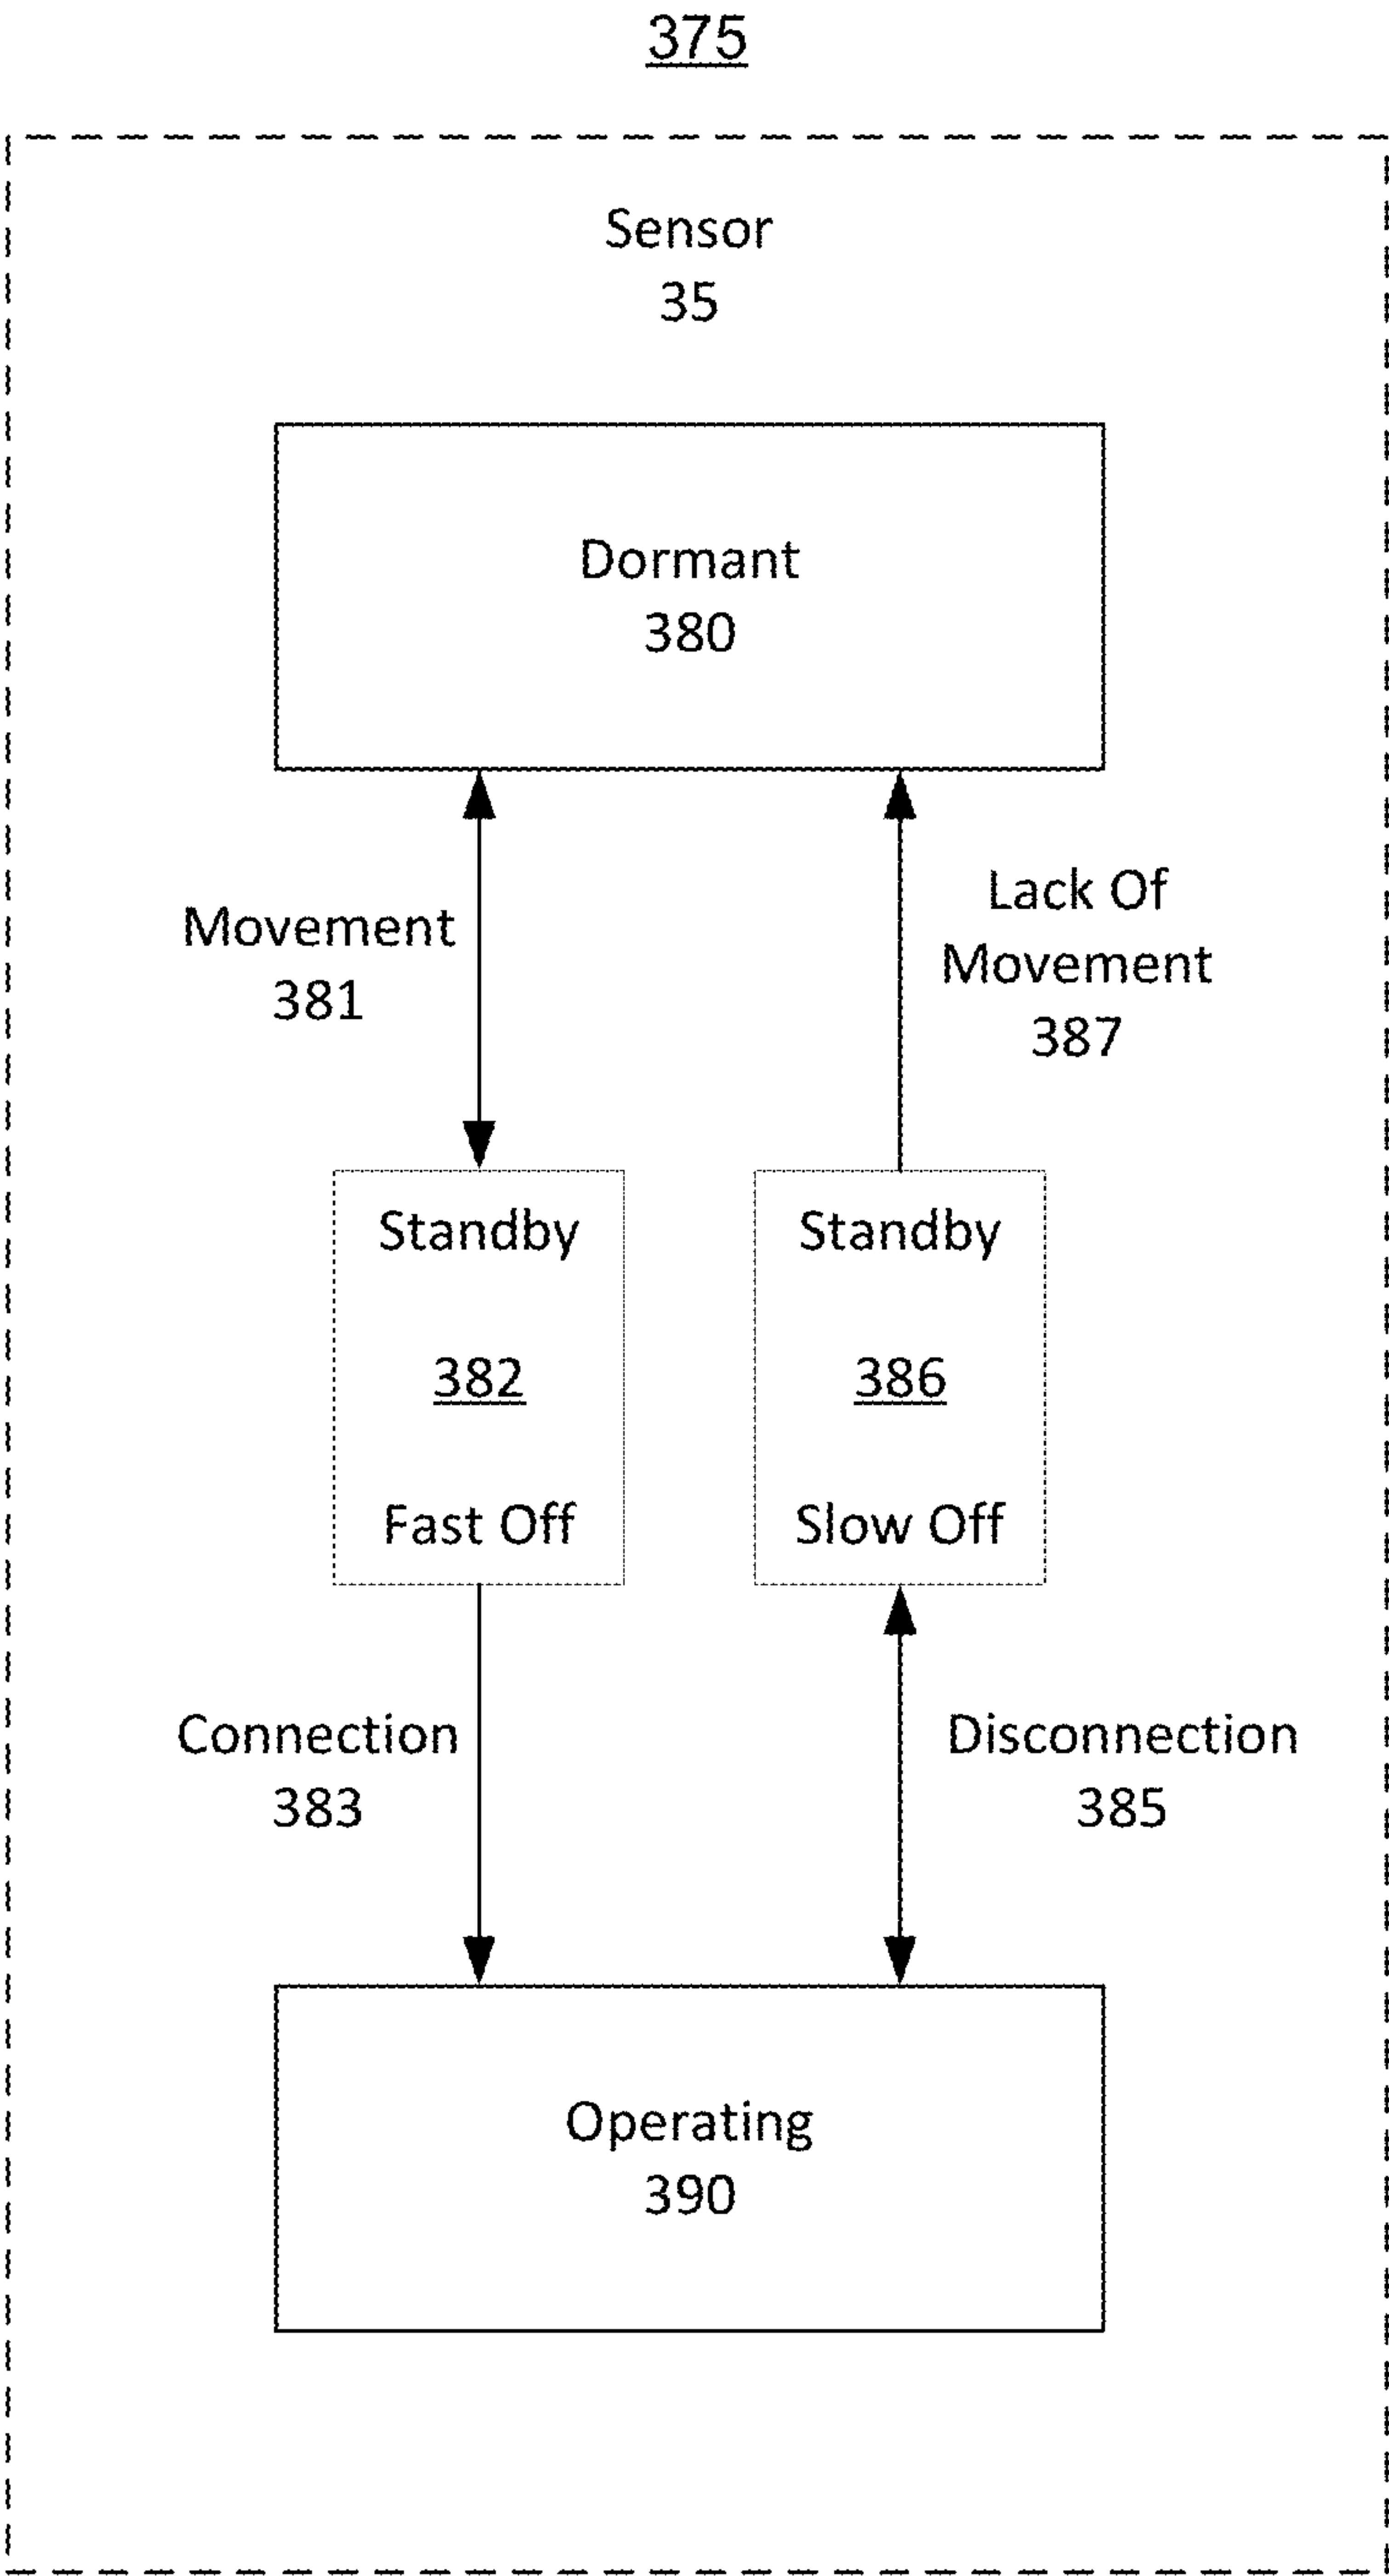 375
Sensor
35
Dormant
380
Movement
381
Lack Of
Movement
387
Standby
382
Fast Off
Standby
386
Slow Off
Connection
383
Disconnection
385
Operating
390